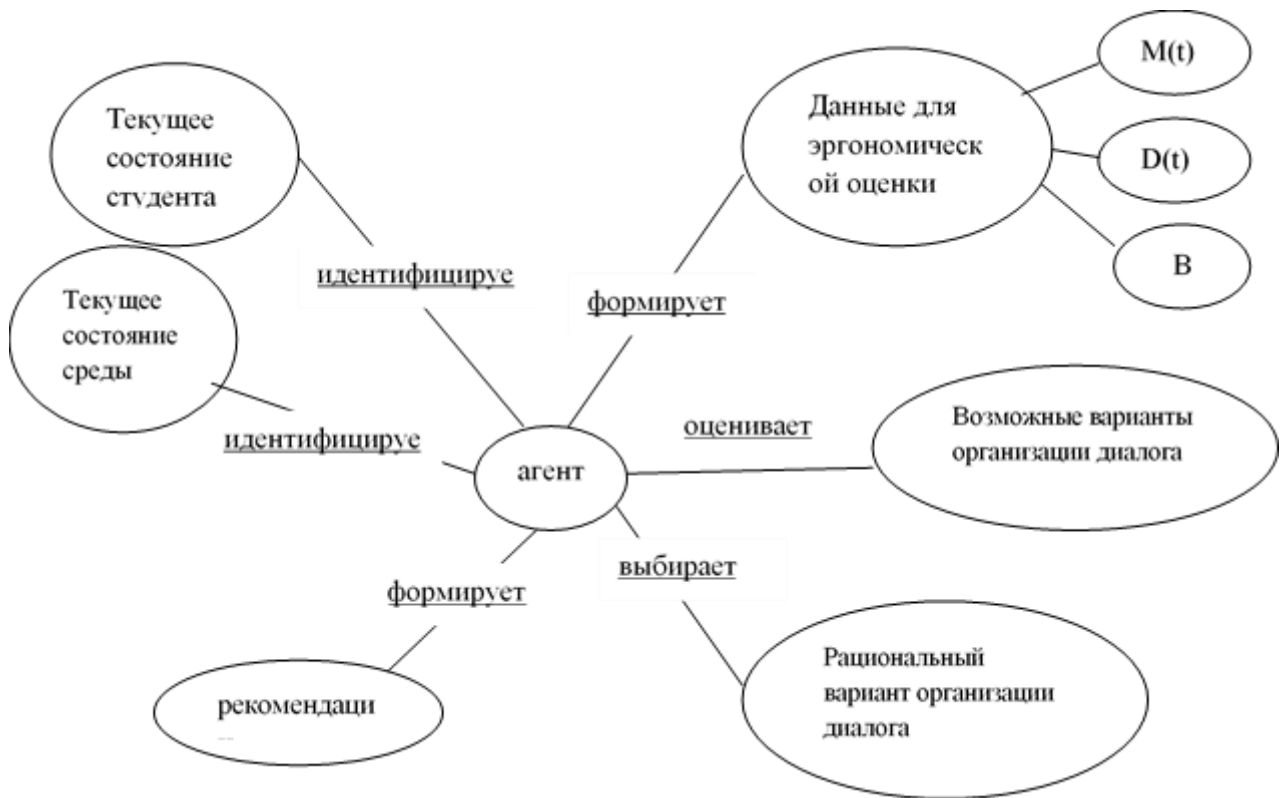 M(t)
Текущее
состояние
студента
Данные для
эргономическ
ой оценки
D(t)
B
идентифицируе
формирует
Текущее
состояние
среды
идентифицируе
оценивает
Возможные варианты
организации диалога
агент
выбирает
формирует
Рациональный
вариант организации
диалога
рекомендаци